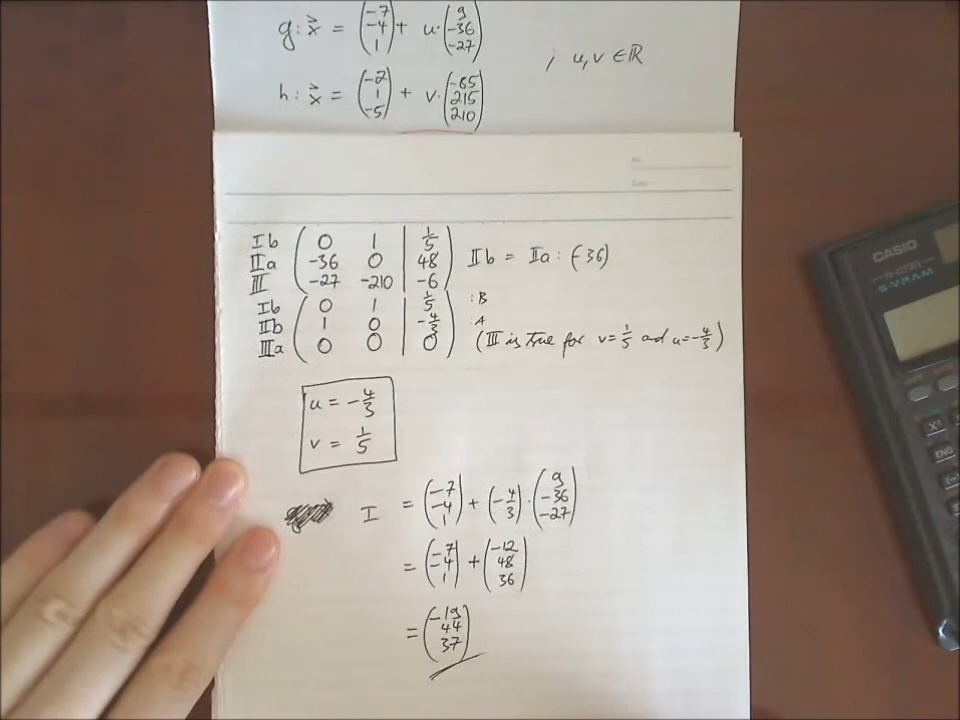 g: x⃗ = (-7 -4 1) + u· (9 -36 -27)
; u, v ∈ ℝ
h: x⃗ = (-2 1 -5) + v· (-85 215 210)
Ib ( 0 1 | 1/5 )
IIa ( -36 0 | 48 ) IIb = IIa : (-36)
III ( -27 -210 | -6 )
Ib ( 0 1 | 1/5 ) : B
IIb ( 1 0 | -4/3 ) : A
IIIa ( 0 0 | 0 ) (III is true for v=1/5 and u=-4/3)
u = -4/3
v = 1/5
I = (-7 -4 1) + (-4/3) · (9 -36 -27)
= (-7 -4 1) + (-12 48 36)
= (-19 44 37)
CASIO
S-V.P.A.M.
ENG